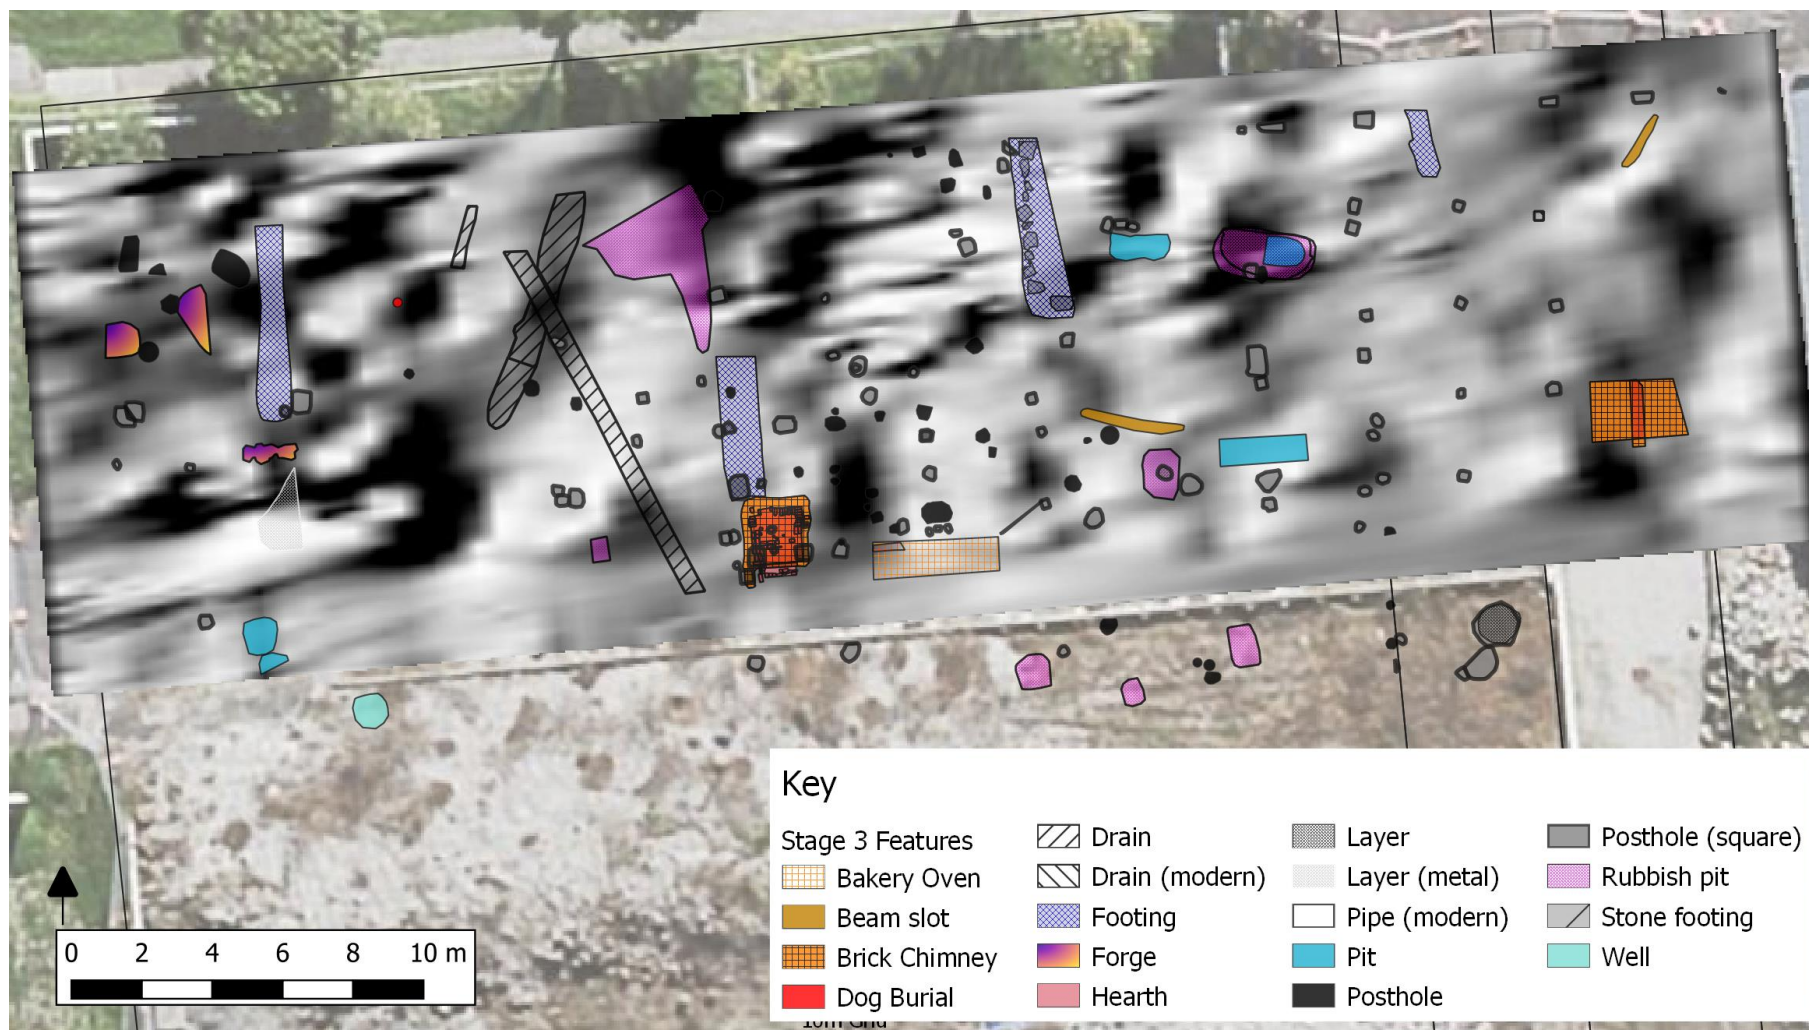 Key
Stage 3 Features
Bakery Oven
Beam slot
Brick Chimney
Dog Burial
Drain
Drain (modern)
Footing
Forge
Hearth
Layer
Layer (metal)
Pipe (modern)
Pit
Posthole
Posthole (square)
Rubbish pit
Stone footing
Well
0 2 4 6 8 10 m
10m Grid